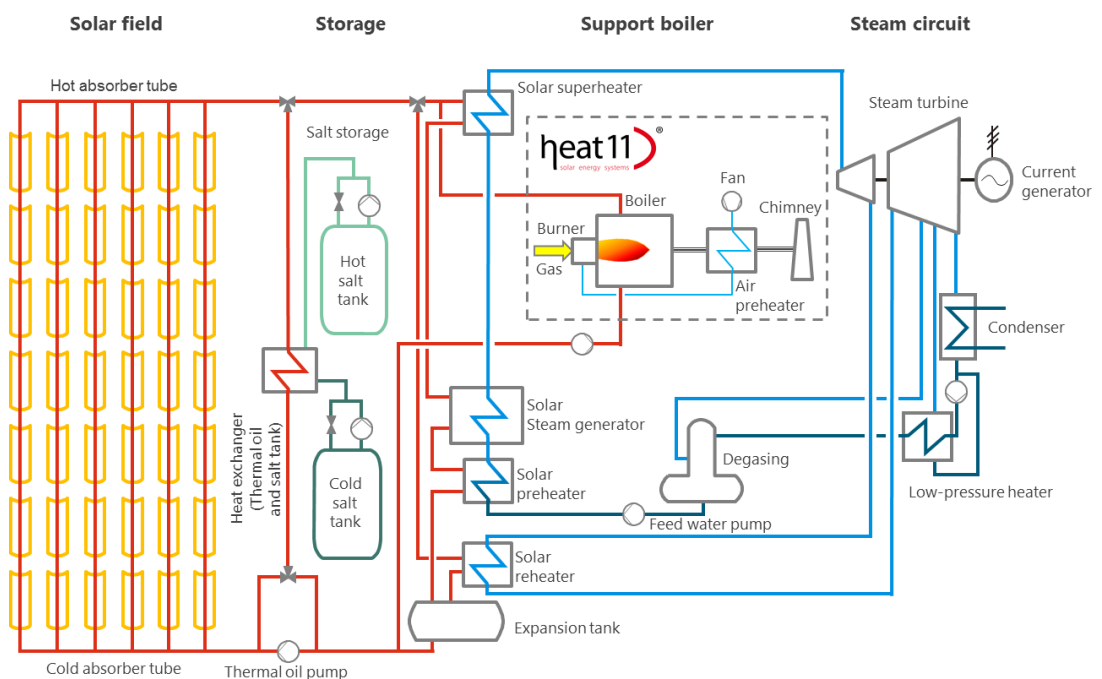 Solar field
Storage
Support boiler
Steam circuit
Hot absorber tube
Solar superheater
Steam turbine
Salt storage
heat 11 ®
solar energy systems
Fan
Current
generator
Boiler
Chimney
Burner
Gas
Hot
salt
tank
Air
preheater
Condenser
Solar
Steam generator
Heat exchanger
(Thermal oil
and salt tank)
Degasing
Cold
salt
tank
Solar
preheater
Low-pressure heater
Feed water pump
Solar
reheater
Expansion tank
Cold absorber tube
Thermal oil pump